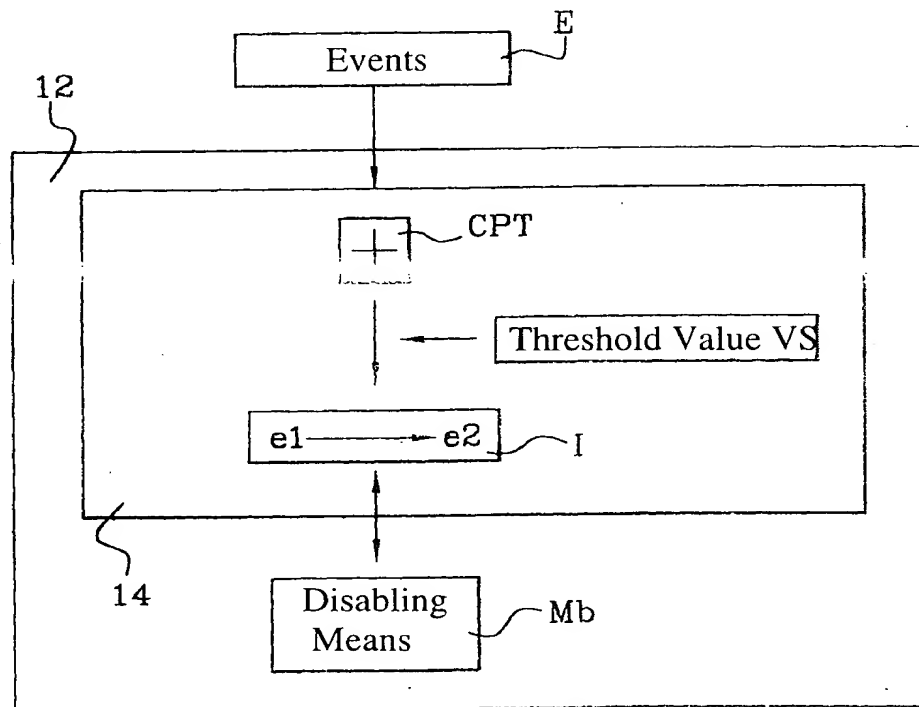 E
Events
12
CPT
Threshold Value VS
e1 e2
I
14
Disabling
Means
Mb